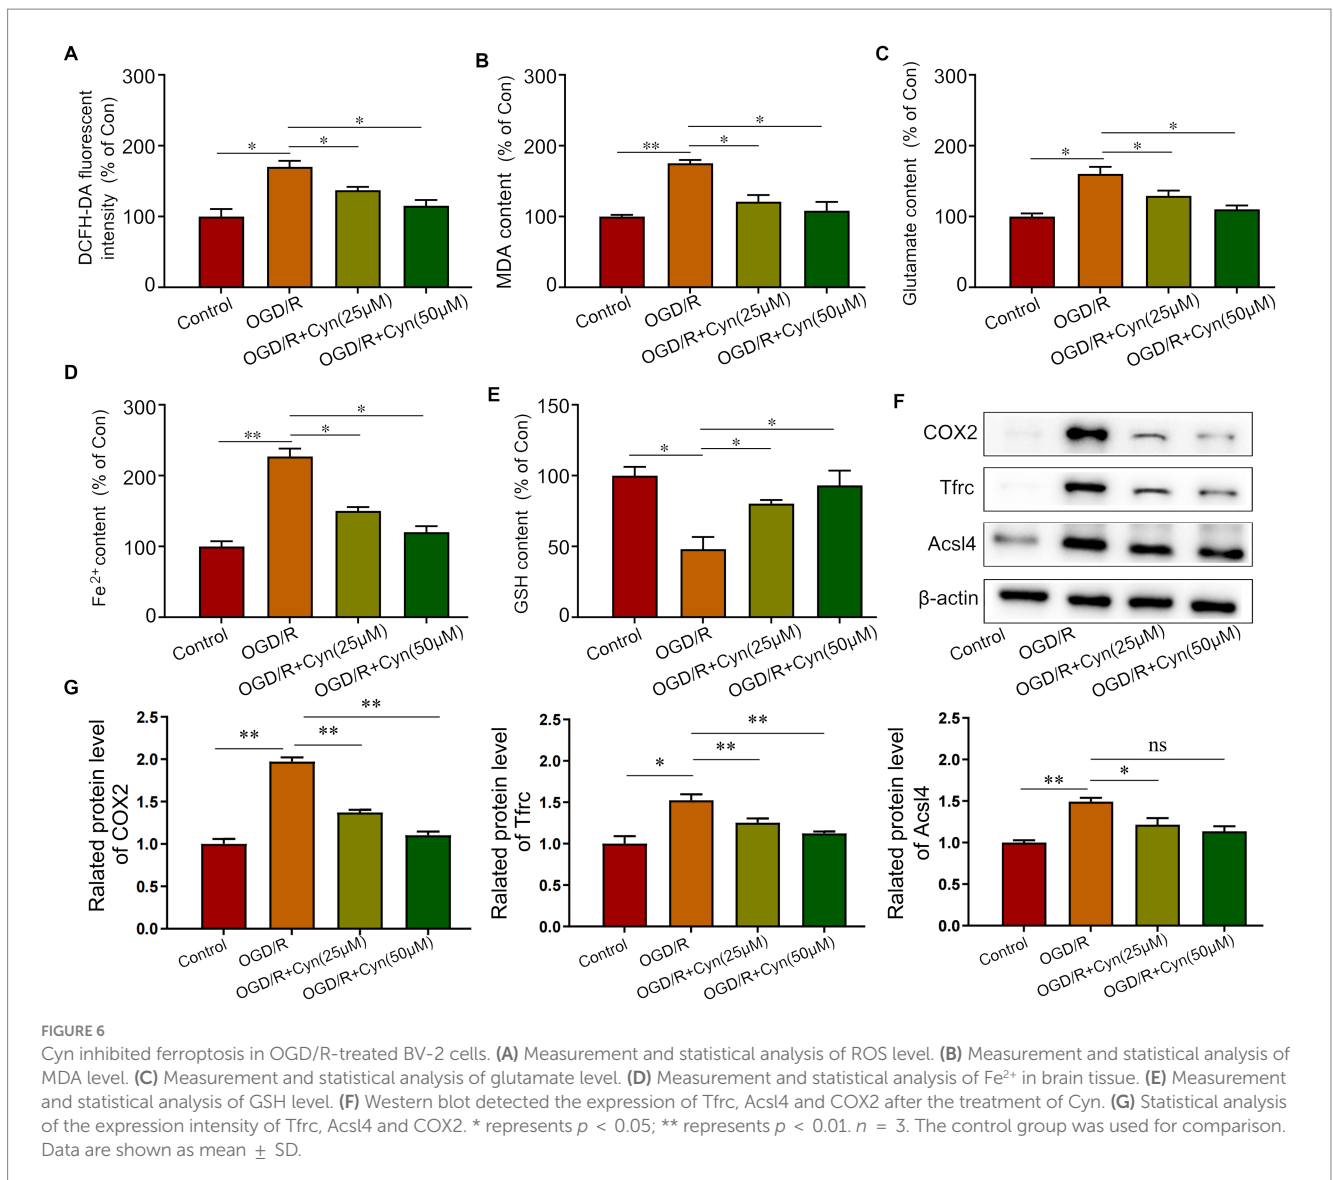 A
DCFH-DA fluorescent
intensity (% of Con)
300
200
100
0
*
*
*
Control
OGD/R
OGD/R+Cyn(25μM)
OGD/R+Cyn(50μM)
B
MDA content (% of Con)
300
200
100
0
**
*
*
Control
OGD/R
OGD/R+Cyn(25μM)
OGD/R+Cyn(50μM)
C
Glutamate content (% of Con)
300
200
100
0
*
*
*
Control
OGD/R
OGD/R+Cyn(25μM)
OGD/R+Cyn(50μM)
D
Fe2+ content (% of Con)
300
200
100
0
**
*
*
Control
OGD/R
OGD/R+Cyn(25μM)
OGD/R+Cyn(50μM)
E
GSH content (% of Con)
150
100
50
0
*
*
*
Control
OGD/R
OGD/R+Cyn(25μM)
OGD/R+Cyn(50μM)
F
COX2
Tfrc
Acsl4
β-actin
Control
OGD/R
OGD/R+Cyn(25μM)
OGD/R+Cyn(50μM)
G
Ralated protein level
of COX2
2.5
2.0
1.5
1.0
0.5
0.0
**
**
**
Control
OGD/R
OGD/R+Cyn(25μM)
OGD/R+Cyn(50μM)
Ralated protein level
of Tfrc
2.5
2.0
1.5
1.0
0.5
0.0
*
**
**
Control
OGD/R
OGD/R+Cyn(25μM)
OGD/R+Cyn(50μM)
Ralated protein level
of Acsl4
2.5
2.0
1.5
1.0
0.5
0.0
**
*
ns
Control
OGD/R
OGD/R+Cyn(25μM)
OGD/R+Cyn(50μM)
FIGURE 6
Cyn inhibited ferroptosis in OGD/R-treated BV-2 cells. (A) Measurement and statistical analysis of ROS level. (B) Measurement and statistical analysis of
MDA level. (C) Measurement and statistical analysis of glutamate level. (D) Measurement and statistical analysis of Fe²⁺ in brain tissue. (E) Measurement
and statistical analysis of GSH level. (F) Western blot detected the expression of Tfrc, Acsl4 and COX2 after the treatment of Cyn. (G) Statistical analysis
of the expression intensity of Tfrc, Acsl4 and COX2. * represents p < 0.05; ** represents p < 0.01. n = 3. The control group was used for comparison.
Data are shown as mean ± SD.